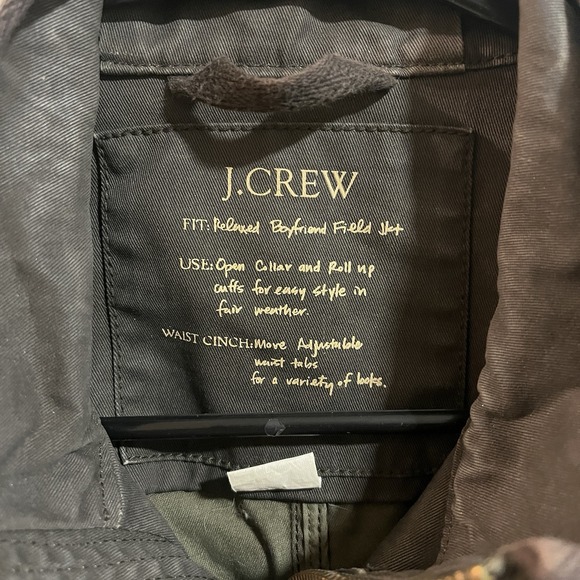 J.CREW
FIT: Relaxed Boyfriend Field Jkt
USE: Open Collar and Roll up
cuffs for easy style in
fair weather.
WAIST CINCH: Move Adjustable
waist tabs
for a variety of looks.